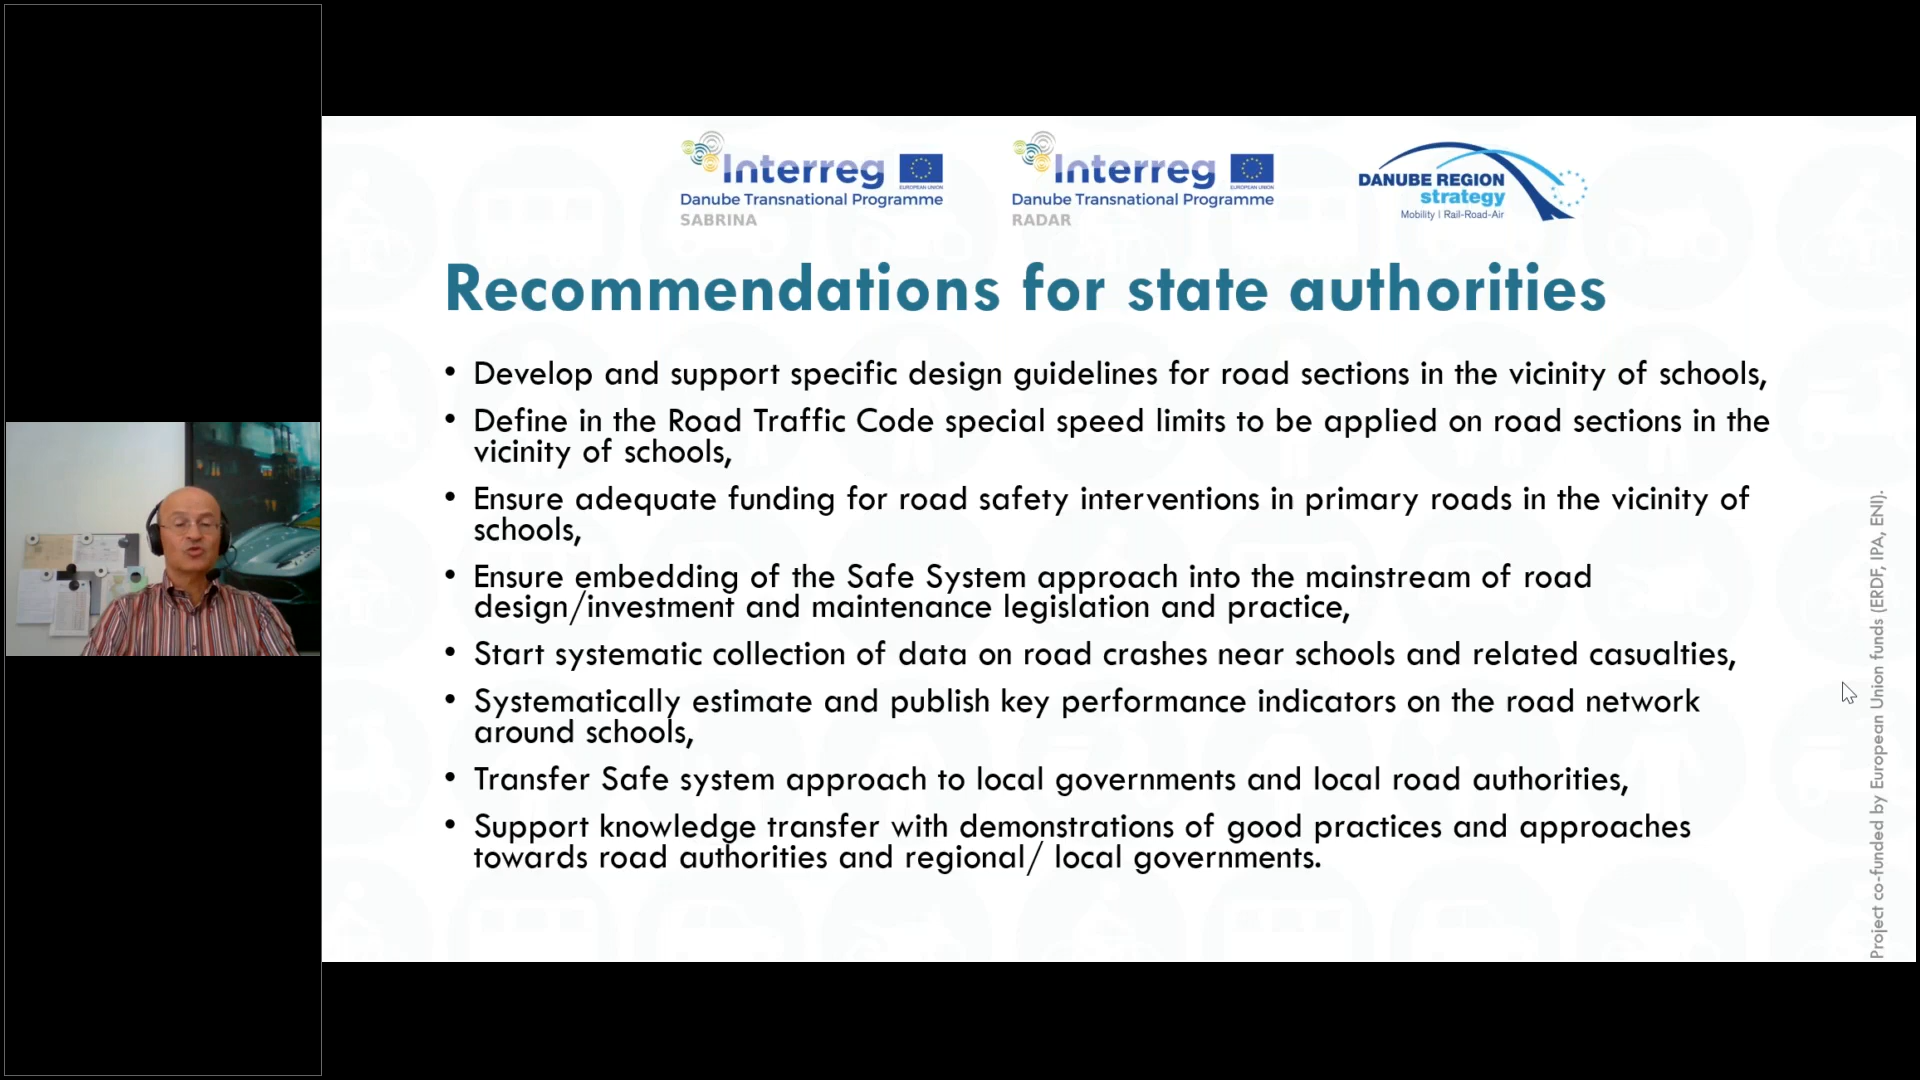 Interreg
EUROPEAN UNION
Danube Transnational Programme
SABRINA
Interreg
EUROPEAN UNION
Danube Transnational Programme
RADAR
DANUBE REGION
strategy
Mobility | Rail-Road-Air
Recommendations for state authorities
• Develop and support specific design guidelines for road sections in the vicinity of schools,
• Define in the Road Traffic Code special speed limits to be applied on road sections in the
vicinity of schools,
• Ensure adequate funding for road safety interventions in primary roads in the vicinity of
schools,
• Ensure embedding of the Safe System approach into the mainstream of road
design/investment and maintenance legislation and practice,
• Start systematic collection of data on road crashes near schools and related casualties,
• Systematically estimate and publish key performance indicators on the road network
around schools,
• Transfer Safe system approach to local governments and local road authorities,
• Support knowledge transfer with demonstrations of good practices and approaches
towards road authorities and regional/ local governments.
Project co-funded by European Union funds (ERDF, IPA, ENI).